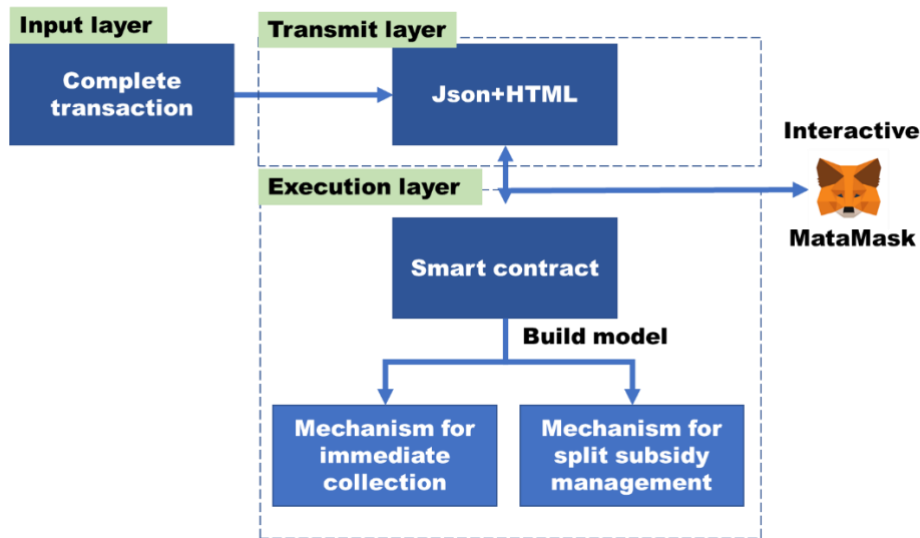 Input layer
Complete
transaction
Transmit layer
Json+HTML
Interactive
MataMask
Execution layer
Smart contract
Build model
Mechanism for
immediate
collection
Mechanism for
split subsidy
management